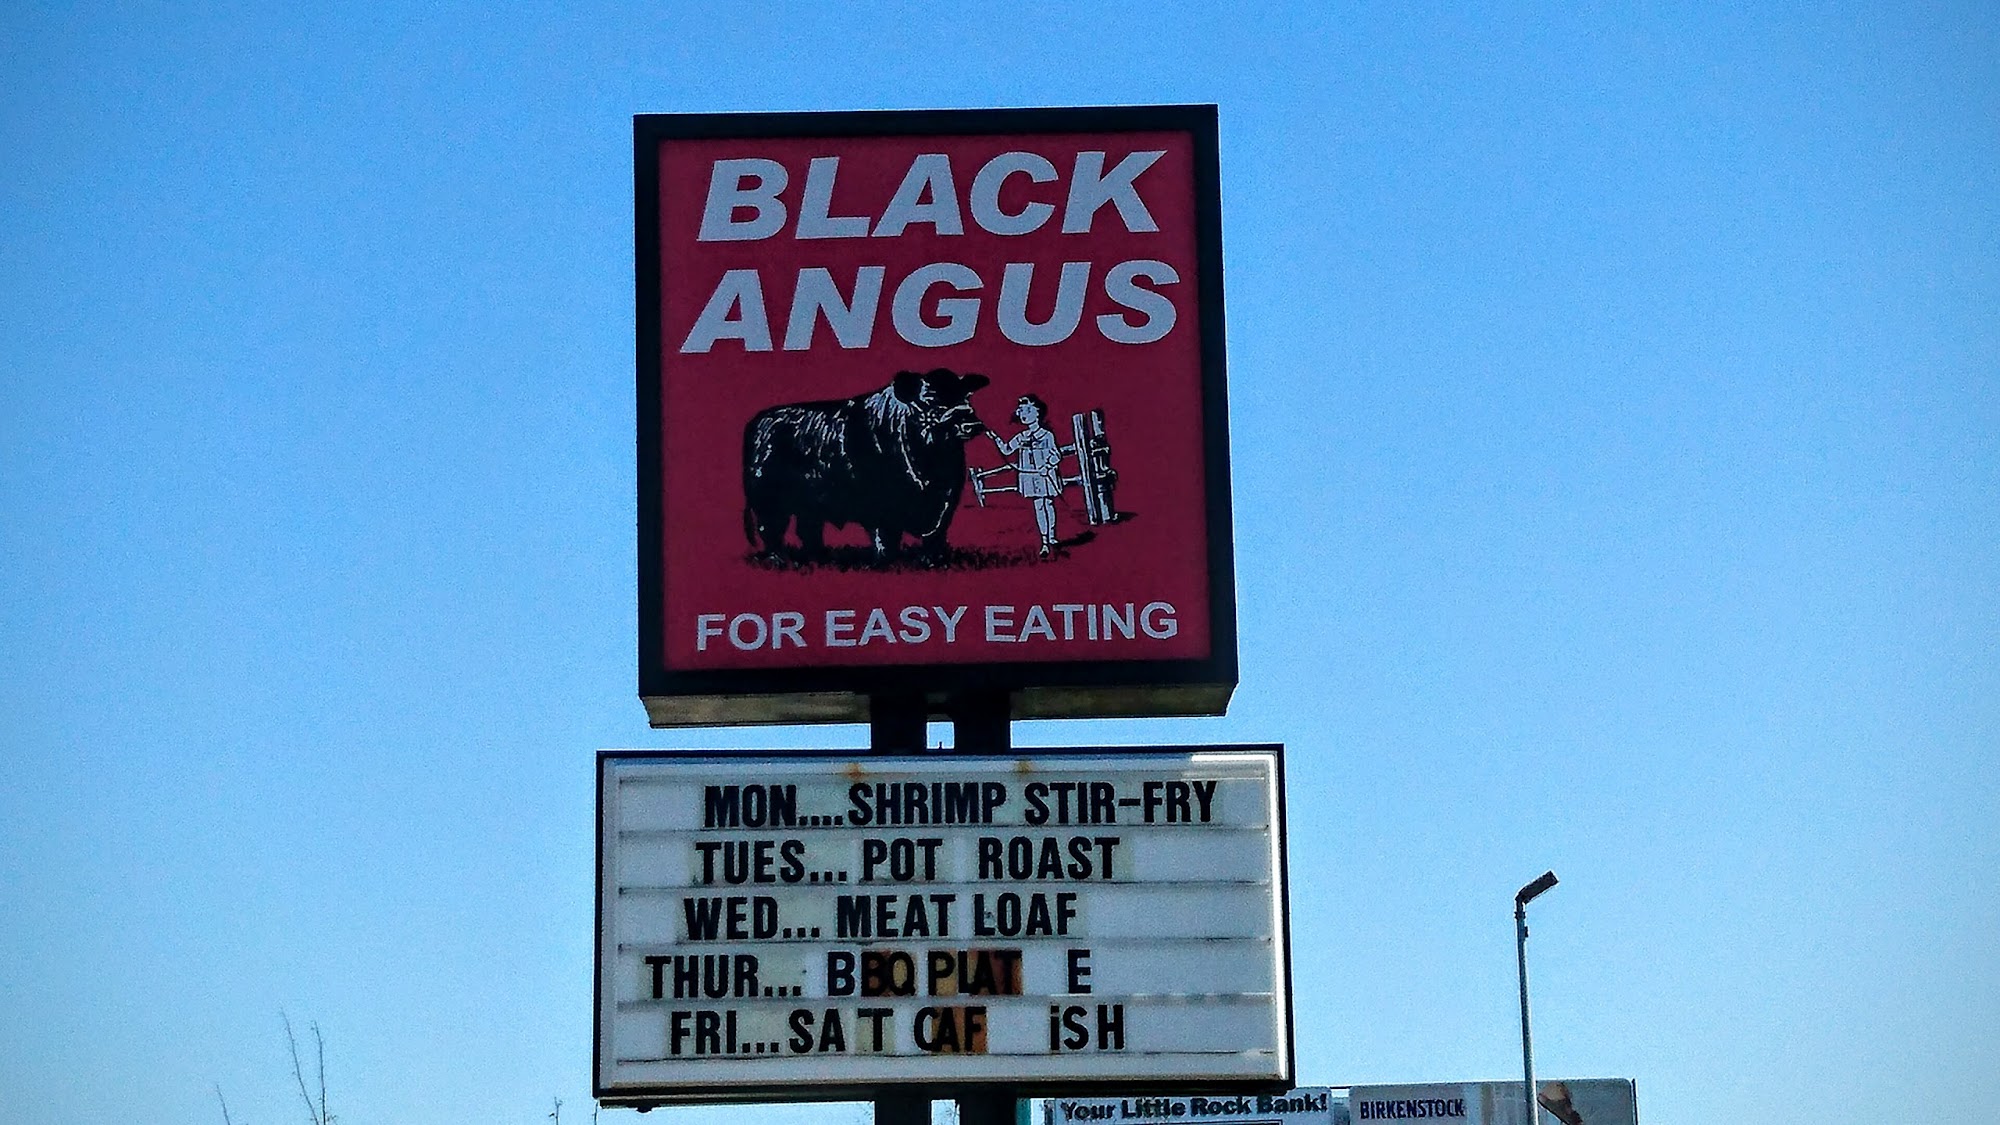 BLACK
ANGUS
FOR EASY EATING
MON....SHRIMP STIR-FRY
TUES... POT ROAST
WED... MEAT LOAF
THUR... BBQ PLAT E
FRI...SA T CAF iSH
Your Little Rock Bank!
BIRKENSTOCK